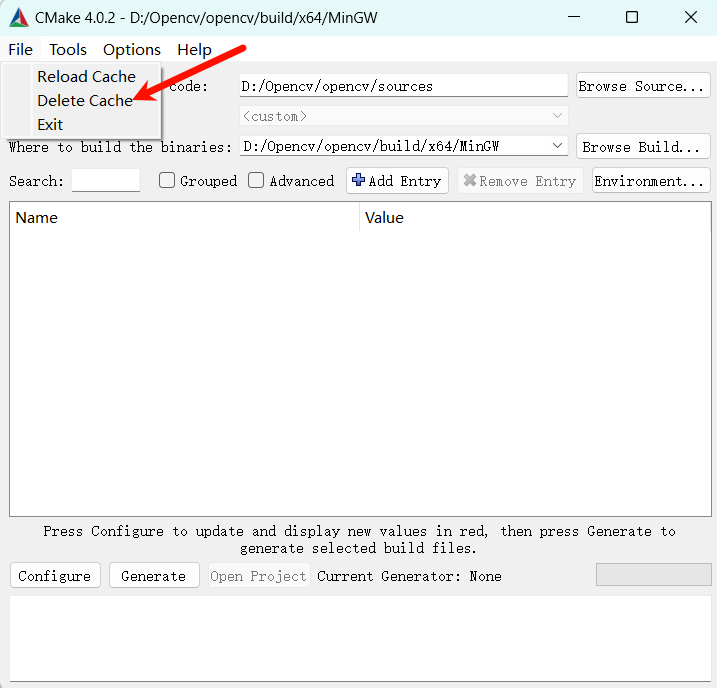 CMake 4.0.2 - D:/Opencv/opencv/build/x64/MinGW
File Tools Options Help
Reload Cache
Delete Cache
Exit
code: D:/Opencv/opencv/sources Browse Source...
<custom>
Where to build the binaries: D:/Opencv/opencv/build/x64/MinGW Browse Build...
Search: Grouped Advanced Add Entry Remove Entry Environment...
Name Value
Press Configure to update and display new values in red, then press Generate to
generate selected build files.
Configure Generate Open Project Current Generator: None